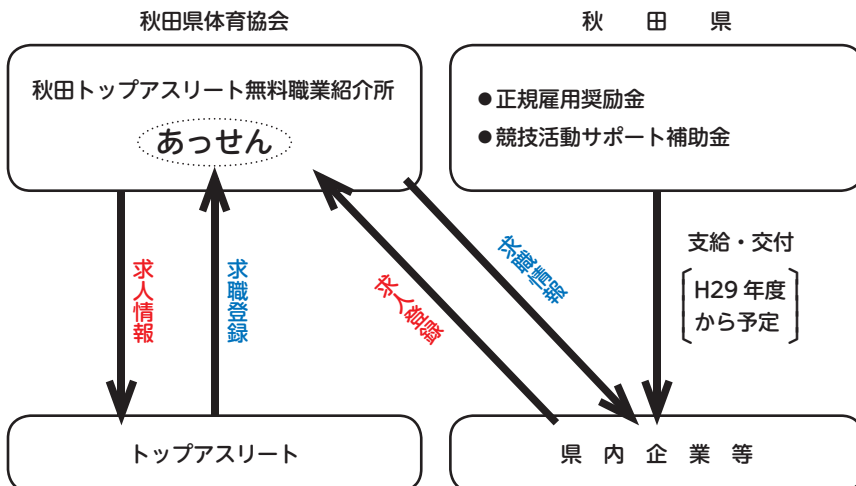 秋田県体育協会
秋田県
秋田トップアスリート無料職業紹介所
あっせん
●正規雇用奨励金
●競技活動サポート補助金
求人情報
求職登録
求人登録
求職情報
支給・交付
H29年度
から予定
トップアスリート
県内企業等